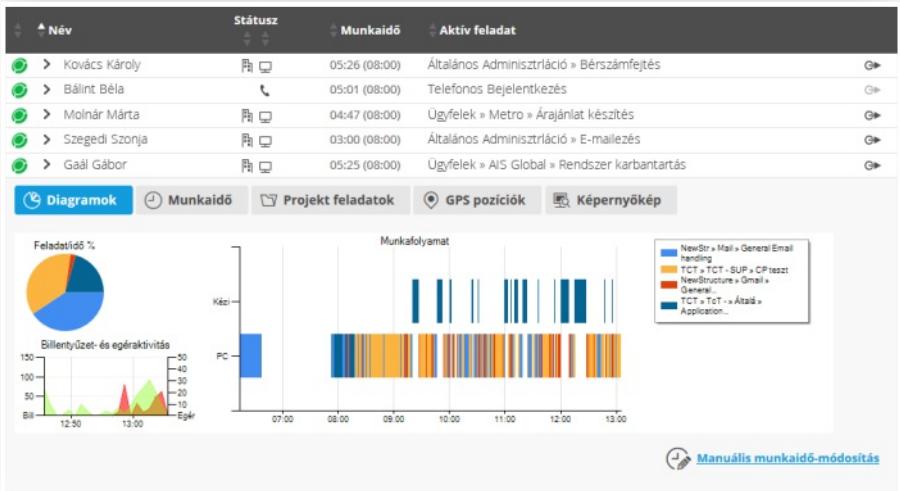 Név Státusz Munkaidő Aktív feladat
Kovács Károly 05:26 (08:00) Általános Adminisztrláció » Bérszámfejtés
Bálint Béla 05:01 (08:00) Telefonos Bejelentkezés
Molnár Márta 04:47 (08:00) Ügyfelek » Metro » Árajánlat készítés
Szegedi Szonja 03:00 (08:00) Általános Adminisztrláció » E-mailezés
Gaál Gábor 05:25 (08:00) Ügyfelek » AIS Global » Rendszer karbantartás
Diagramok Munkaidő Projekt feladatok GPS pozíciók Képernyőkép
Feladat/idő %
Billentyűzet- és egéraktivitás
150
100
50
Bill
50
40
30
20
10
Egér
12:50 13:00
Munkafolyamat
Kézi
PC
07:00 08:00 09:00 10:00 11:00 12:00 13:00
NewStr » Mail » General Email
handling
TCT » TCT - SUP » CP teszt
NewStructure » Gmail »
General...
TCT » TcT - » Általá »
Application...
Manuális munkaidő-módosítás